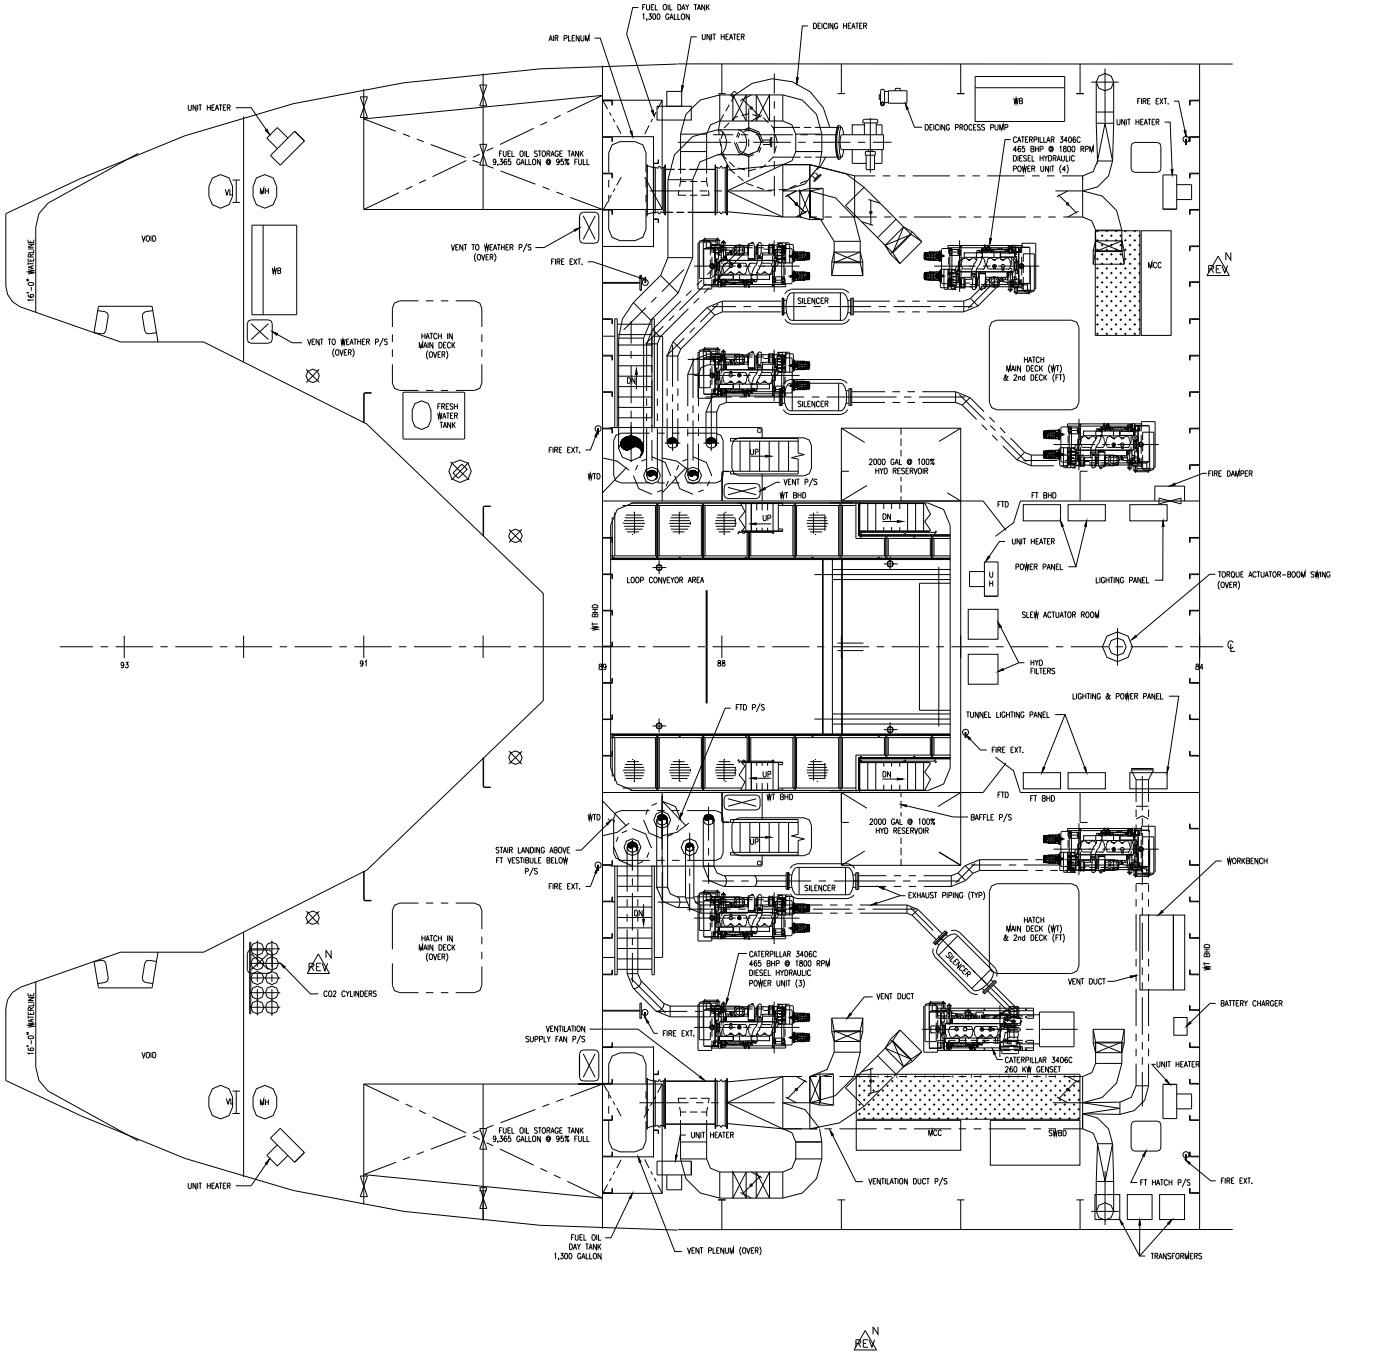 FUEL OIL DAY TANK
1,300 GALLON
DEICING HEATER
AIR PLENUM
UNIT HEATER
UNIT HEATER
WB
FIRE EXT.
UNIT HEATER
DEICING PROCESS PUMP
CATERPILLAR 3406C
465 BHP @ 1800 RPM
DIESEL HYDRAULIC
POWER UNIT (4)
FUEL OIL STORAGE TANK
9,365 GALLON @ 95% FULL
VL
MH
VOID
16'-0" WATERLINE
WB
VENT TO WEATHER P/S
(OVER)
FIRE EXT.
MCC
N
REV
SILENCER
VENT TO WEATHER P/S
(OVER)
HATCH IN
MAIN DECK
(OVER)
HATCH
MAIN DECK (WT)
& 2nd DECK (FT)
DN
SILENCER
FRESH
WATER
TANK
FIRE EXT.
UP
2000 GAL @ 100%
HYD RESERVOIR
WTD
VENT P/S
WT BHD
FIRE DAMPER
FTD
FT BHD
UP
DN
UNIT HEATER
POWER PANEL
LIGHTING PANEL
LOOP CONVEYOR AREA
UH
TORQUE ACTUATOR-BOOM SWING
(OVER)
WT BHD
SLEW ACTUATOR ROOM
93
91
89
88
84
HYD
FILTERS
LIGHTING & POWER PANEL
FTD P/S
TUNNEL LIGHTING PANEL
FIRE EXT.
UP
DN
WT BHD
FTD
FT BHD
WTD
BAFFLE P/S
2000 GAL @ 100%
HYD RESERVOIR
UP
STAIR LANDING ABOVE
FT VESTIBULE BELOW
P/S
WORKBENCH
FIRE EXT.
SILENCER
EXHAUST PIPING (TYP)
DN
HATCH IN
MAIN DECK
(OVER)
HATCH
MAIN DECK (WT)
& 2nd DECK (FT)
N
REV
CATERPILLAR 3406C
465 BHP @ 1800 RPM
DIESEL HYDRAULIC
POWER UNIT (3)
SILENCER
WT BHD
VENT DUCT
CO2 CYLINDERS
VENT DUCT
BATTERY CHARGER
16'-0" WATERLINE
VENTILATION
SUPPLY FAN P/S
FIRE EXT.
VOID
CATERPILLAR 3406C
260 KW GENSET
UNIT HEATER
VL
MH
FUEL OIL STORAGE TANK
9,365 GALLON @ 95% FULL
UNIT HEATER
MCC
SWBD
UNIT HEATER
VENTILATION DUCT P/S
FT HATCH P/S
FIRE EXT.
FUEL OIL
DAY TANK
1,300 GALLON
VENT PLENUM (OVER)
TRANSFORMERS
N
REV